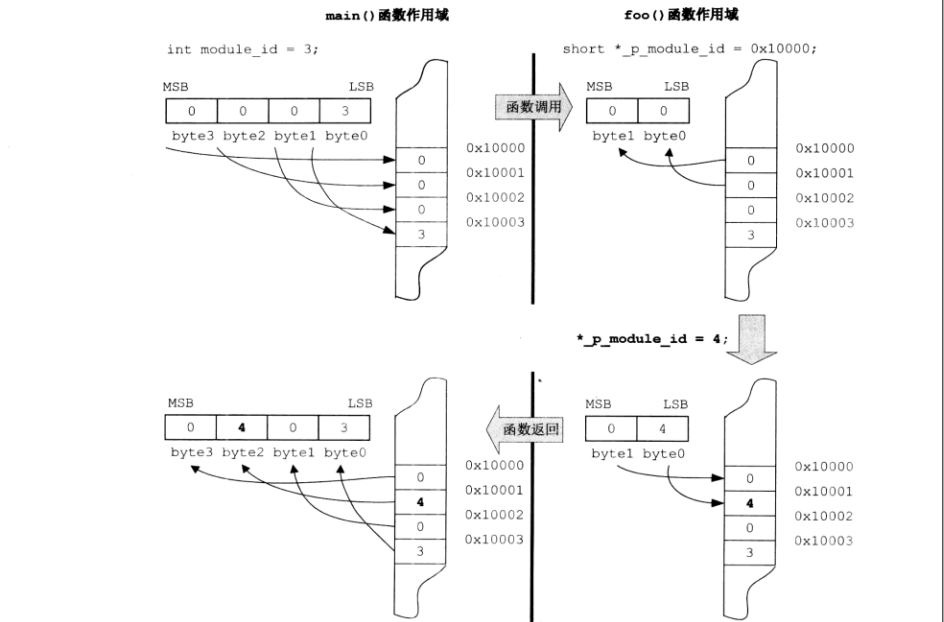 main()函数作用域
foo()函数作用域
int module_id = 3;
short *_p_module_id = 0x10000;
MSB LSB
0 0 0 3
byte3 byte2 byte1 byte0
0x10000
0
0x10001
0
0x10002
0
0x10003
3
函数调用
MSB LSB
0 0
byte1 byte0
0x10000
0
0x10001
0
0x10002
0
0x10003
3
*_p_module_id = 4;
MSB LSB
0 4 0 3
byte3 byte2 byte1 byte0
0x10000
0
0x10001
4
0x10002
0
0x10003
3
函数返回
MSB LSB
0 4
byte1 byte0
0x10000
0
0x10001
4
0x10002
0
0x10003
3